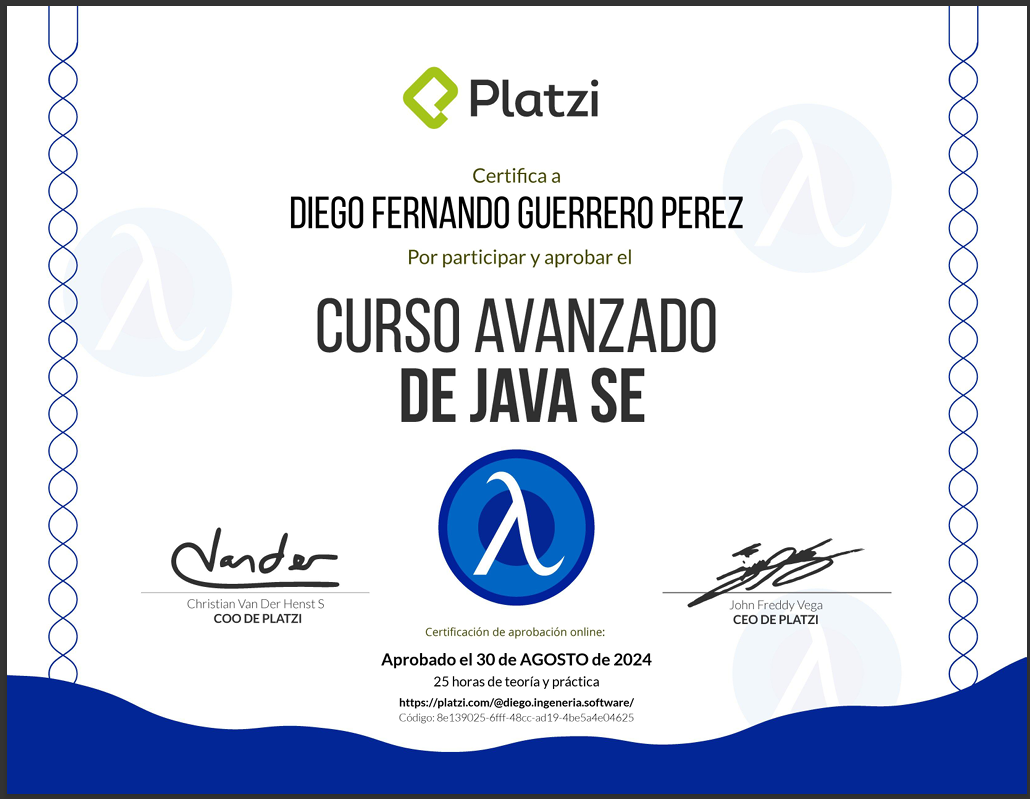 Platzi
Certifica a
DIEGO FERNANDO GUERRERO PEREZ
Por participar y aprobar el
CURSO AVANZADO
DE JAVA SE
λ
Vander
Christian Van Der Henst S
COO DE PLATZI
John Freddy Vega
CEO DE PLATZI
Certificación de aprobación online:
Aprobado el 30 de AGOSTO de 2024
25 horas de teoría y práctica
https://platzi.com/@diego.ingeneria.software/
Código: 8e139025-6fff-48cc-ad19-4be5a4e04625